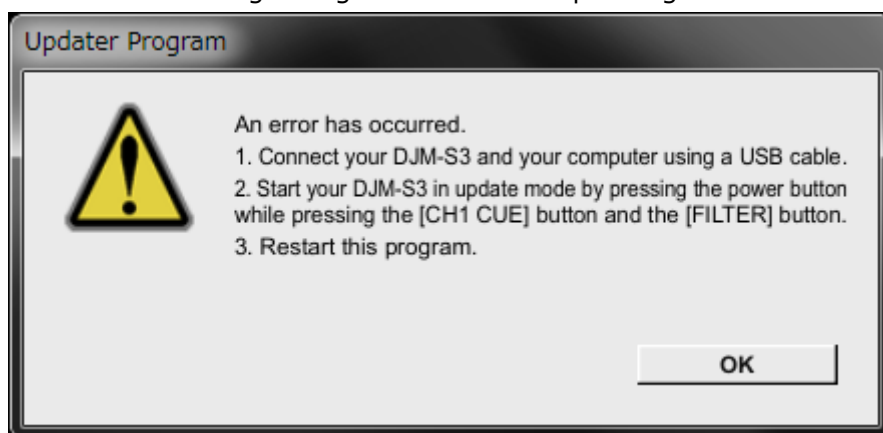 Updater Program
An error has occurred.
1. Connect your DJM-S3 and your computer using a USB cable.
2. Start your DJM-S3 in update mode by pressing the power button
while pressing the [CH1 CUE] button and the [FILTER] button.
3. Restart this program.
OK